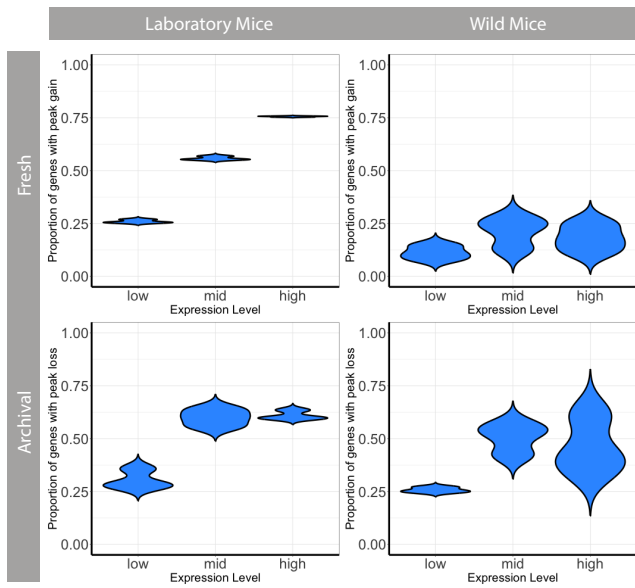 Laboratory Mice
Wild Mice
Fresh
Proportion of genes with peak gain
1.00
0.75
0.50
0.25
0.00
low mid high
Expression Level
Proportion of genes with peak gain
1.00
0.75
0.50
0.25
0.00
low mid high
Expression Level
Archival
Proportion of genes with peak loss
1.00
0.75
0.50
0.25
0.00
low mid high
Expression Level
Proportion of genes with peak loss
1.00
0.75
0.50
0.25
0.00
low mid high
Expression Level